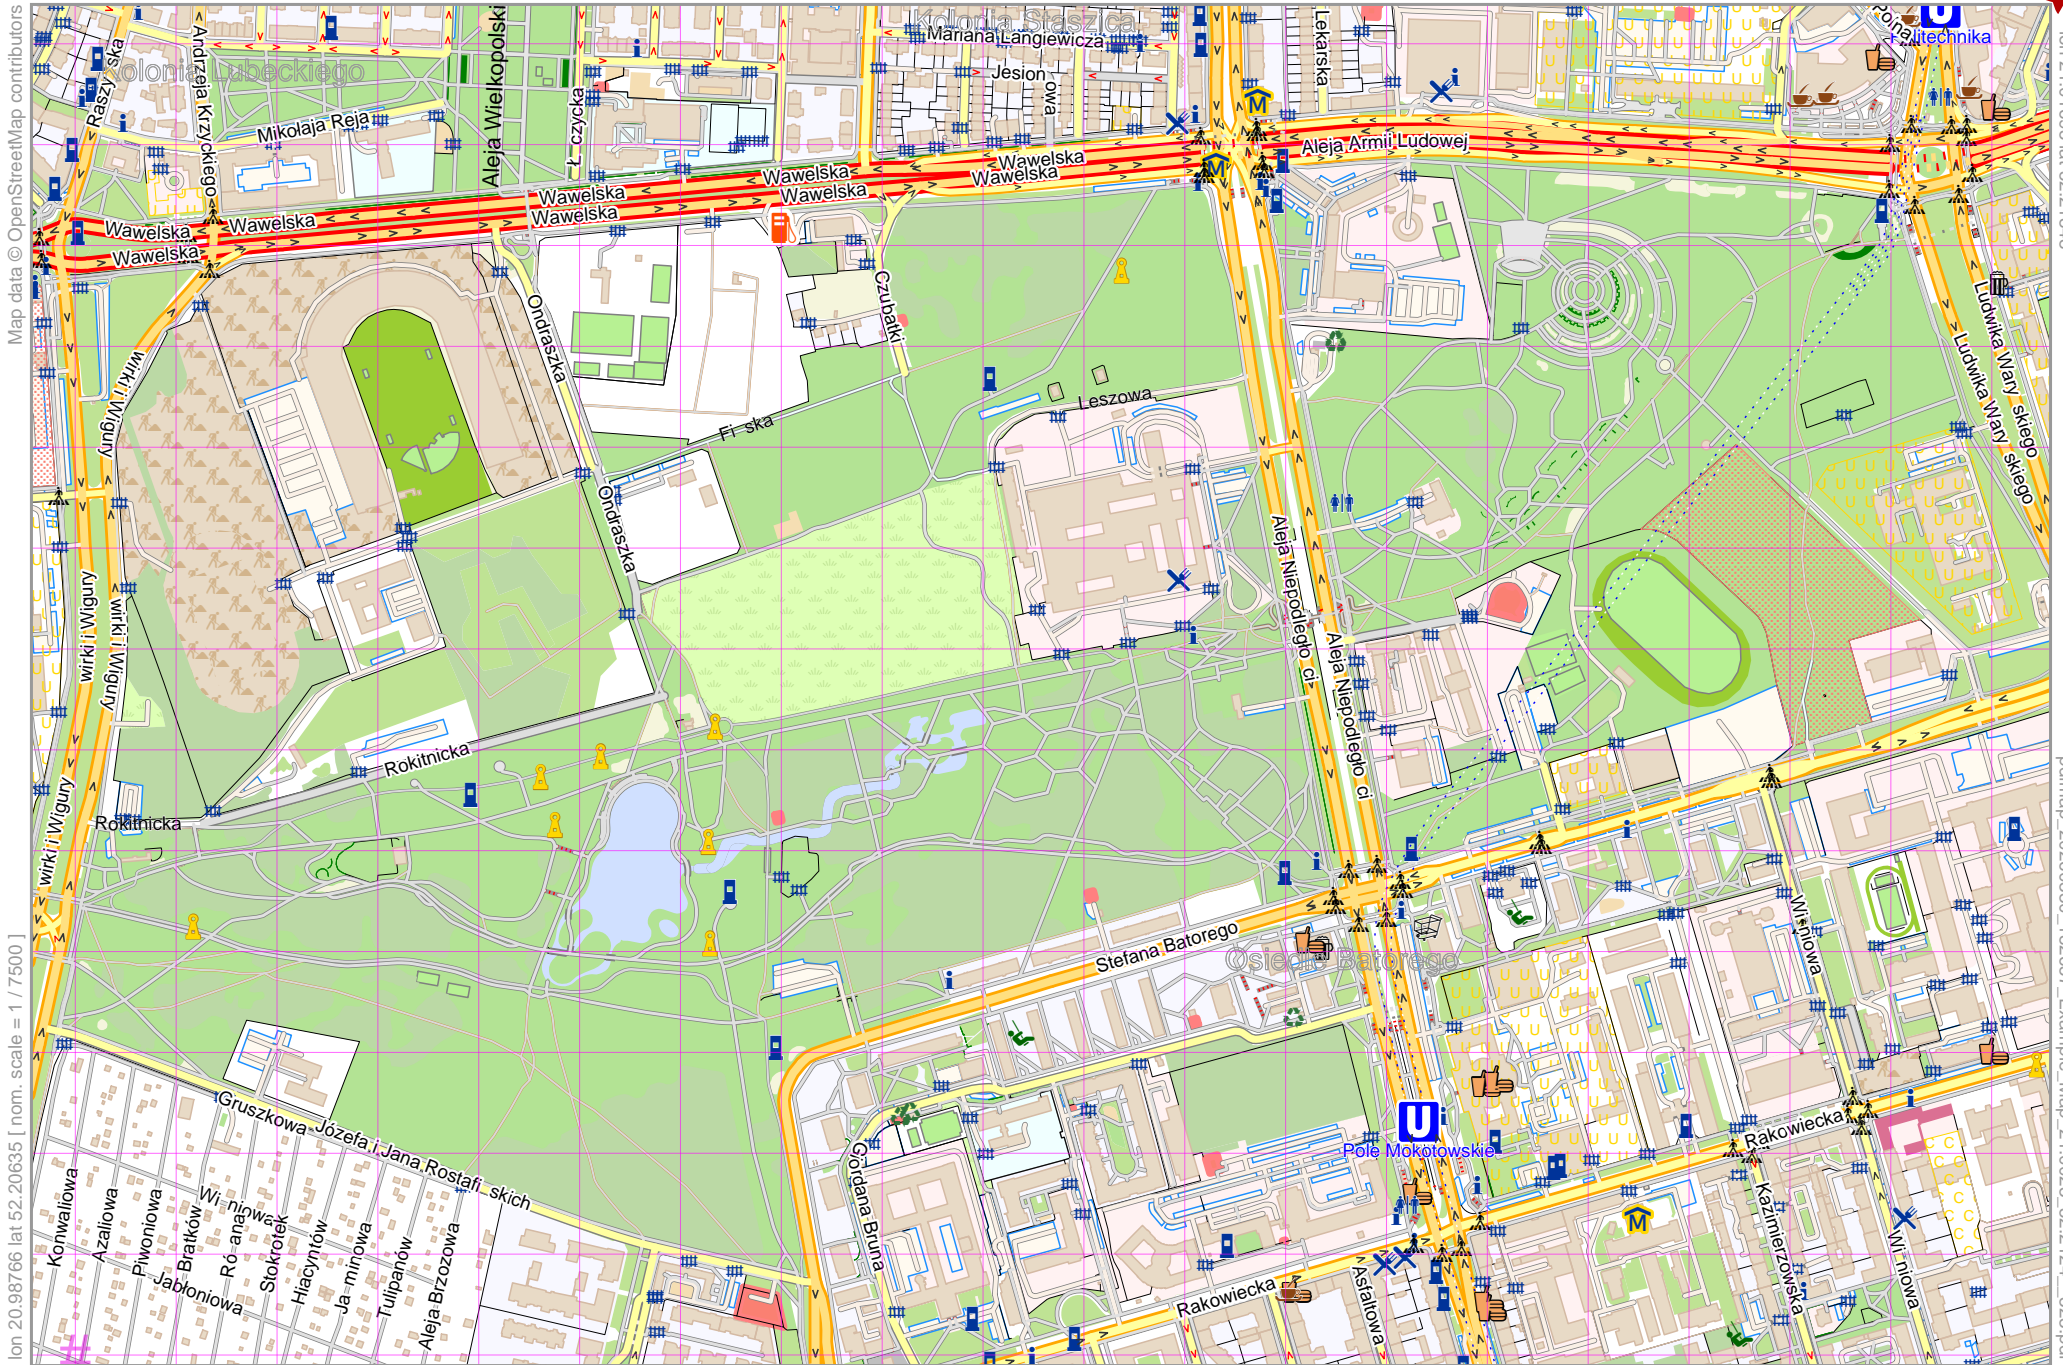 Map data © OpenStreetMap contributors
lon 20.98766 lat 52.20635 [ nom. scale = 1 / 7500 ]
Kolonia Staszica
Kolonia Lubeckiego
Politechnika
Raszy ska
Andrzeja Krzyckiego
Mikołaja Reja
Aleja Wielkopolski
Ł czycka
Mariana Langiewicza
Jesion owa
Lekarska
Polna
Aleja Armii Ludowej
Wawelska
Wawelska
Wawelska
Wawelska
Wawelska
Wawelska
Wawelska
Wawelska
Wawelska
Wawelska
Ondraszka
Ondraszka
Czubatki
Fi ska
Leszowa
Ludwika Wary skiego
Ludwika Wary skiego
wirki i Wigury
wirki i Wigury
wirki i Wigury
wirki i Wigury
Aleja Niepodległo ci
Aleja Niepodległo ci
Rokitnicka
Rokitnicka
Stefana Batorego
Osiedle Batorego
Wi niowa
Wi niowa
Wi niowa
Gruszkowa
Józefa i Jana Rostafi skich
Pole Mokotowskie
Giordana Bruna
Rakowiecka
Rakowiecka
Kazimierzowska
Asfaltowa
Konwaliowa
Azaliowa
Piwoniowa
Bratków
Ró ana
Stokrotek
Hiacyntów
Ja minowa
Tulipanów
Aleja Brzozowa
Jabłoniowa